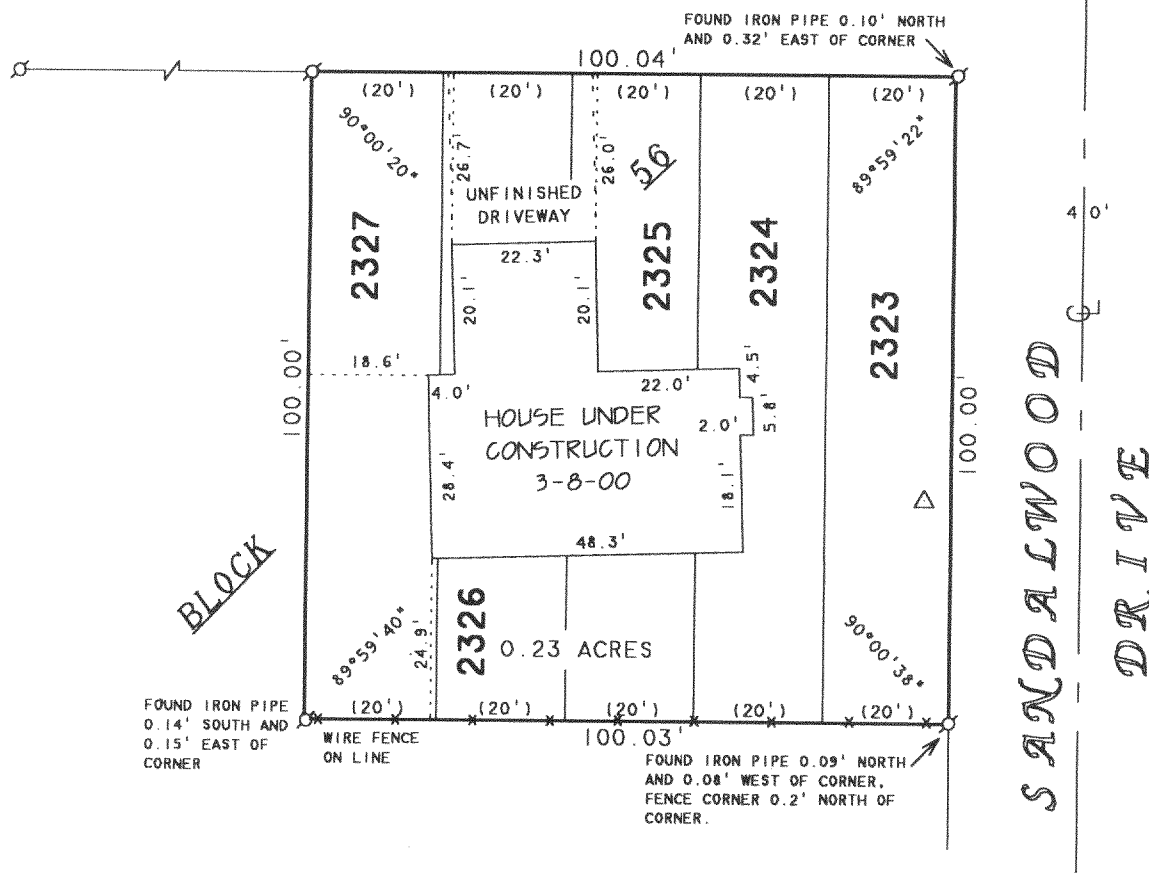 FOUND IRON PIPE 0.10' NORTH
AND 0.32' EAST OF CORNER
100.04'
(20')
(20')
(20')
(20')
(20')
90°00'20"
26.7'
26.0'
56
89°59'22"
UNFINISHED
DRIVEWAY
40'
2327
2325
2324
2323
22.3'
20.1'
20.1'
℄
18.6'
100.00'
4.0'
22.0'
4.5'
5.8'
2.0'
HOUSE UNDER
CONSTRUCTION
3-8-00
100.00'
28.4'
18.1'
48.3'
SANDALWOOD
DRIVE
BLOCK
2326
0.23 ACRES
89°59'40"
24.9'
90°00'38"
(20')
(20')
(20')
(20')
(20')
100.03'
FOUND IRON PIPE
0.14' SOUTH AND
0.15' EAST OF
CORNER
WIRE FENCE
ON LINE
FOUND IRON PIPE 0.09' NORTH
AND 0.08' WEST OF CORNER,
FENCE CORNER 0.2' NORTH OF
CORNER.